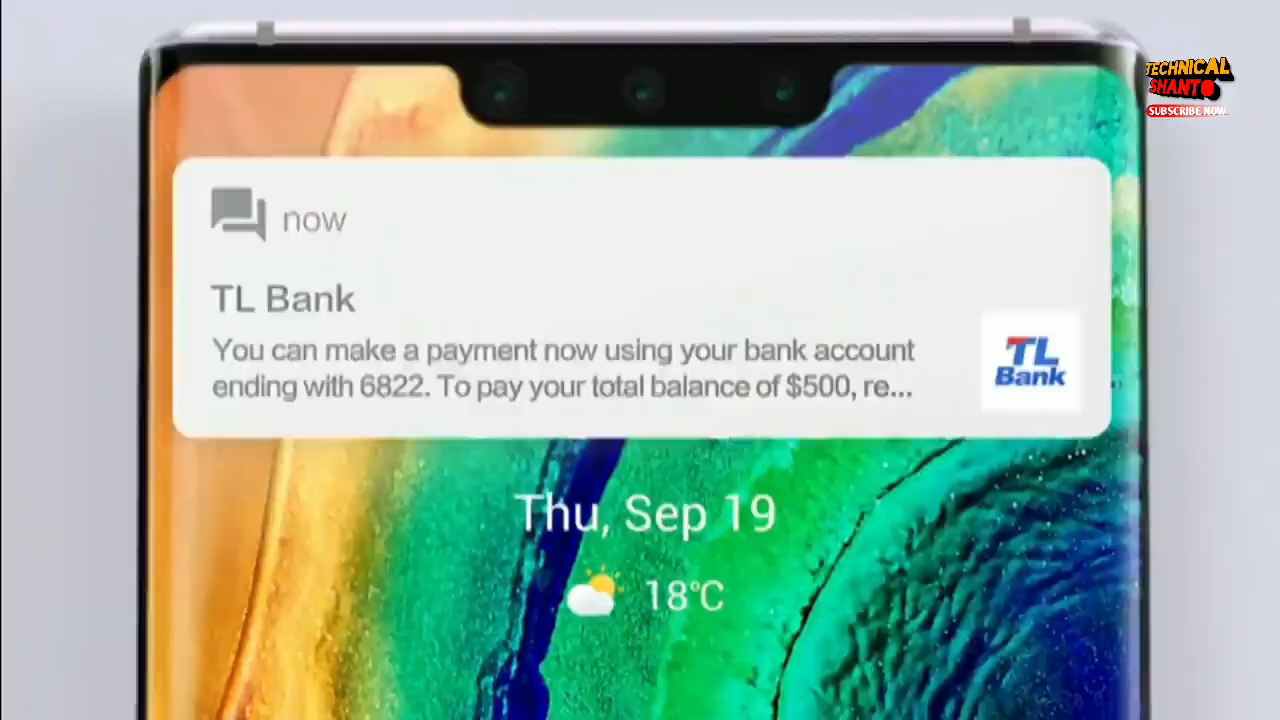 TECHNICAL
SHANTO
SUBSCRIBE NOW
now
TL Bank
You can make a payment now using your bank account
ending with 6822. To pay your total balance of $500, re...
TL
Bank
Thu, Sep 19
18°C